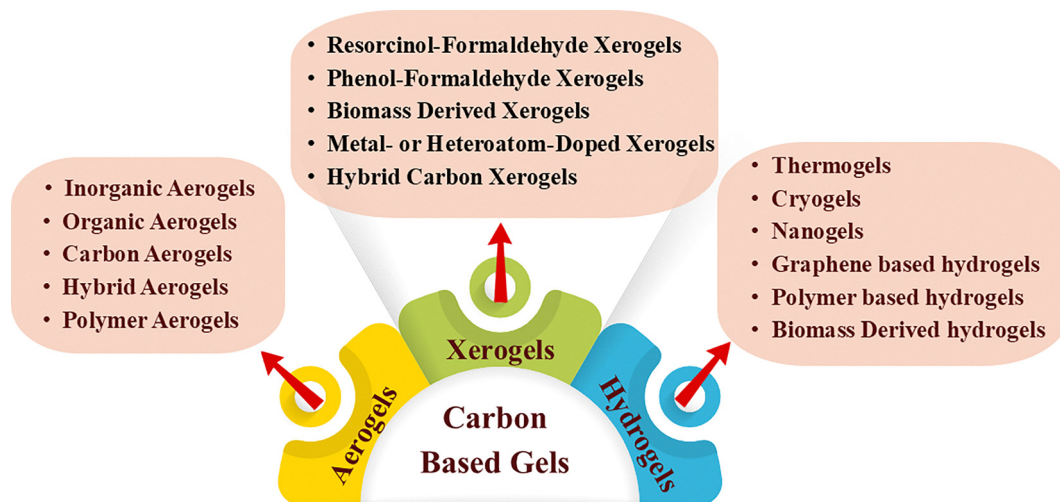 • Resorcinol-Formaldehyde Xerogels
• Phenol-Formaldehyde Xerogels
• Biomass Derived Xerogels
• Metal- or Heteroatom-Doped Xerogels
• Hybrid Carbon Xerogels
• Inorganic Aerogels
• Organic Aerogels
• Carbon Aerogels
• Hybrid Aerogels
• Polymer Aerogels
• Thermogels
• Cryogels
• Nanogels
• Graphene based hydrogels
• Polymer based hydrogels
• Biomass Derived hydrogels
Aerogels
Xerogels
Hydrogels
Carbon
Based Gels